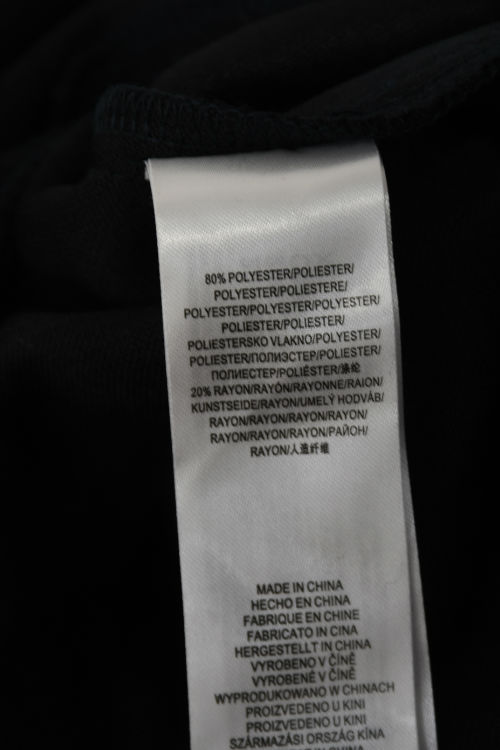 80% POLYESTER/POLIESTER/
POLYESTER/POLIESTERE/
POLYESTER/POLYESTER/POLYESTER/
POLIESTER/POLIESTER/
POLIESTERSKO VLAKNO/POLYESTER/
POLIESTER/ПОЛИЭСТЕР/POLIESTER/
ПОЛИЕСТЕР/POLIÉSTER/涤纶
20% RAYON/RAYÓN/RAYONNE/RAION/
KUNSTSEIDE/RAYON/UMELÝ HODVÁB/
RAYON/RAYON/RAYON/RAYON/
RAYON/RAYON/RAYON/РАЙОН/
RAYON/人造纤维
MADE IN CHINA
HECHO EN CHINA
FABRIQUE EN CHINE
FABRICATO IN CINA
HERGESTELLT IN CHINA
VYROBENO V ČÍNĚ
VYROBENÉ V ČÍNE
WYPRODUKOWANO W CHINACH
PROIZVEDENO U KINI
PROIZVEDENO U KINI
SZÁRMAZÁSI ORSZÁG KÍNA